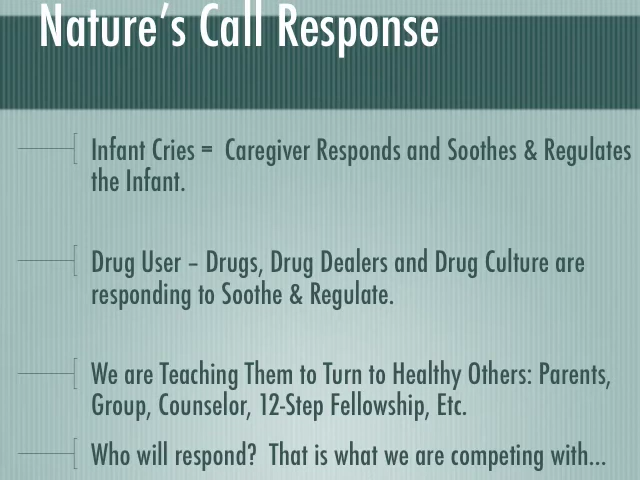 Nature’s Call Response
Infant Cries =  Caregiver Responds and Soothes & Regulates
the Infant.
Drug User – Drugs, Drug Dealers and Drug Culture are
responding to Soothe & Regulate.
We are Teaching Them to Turn to Healthy Others: Parents,
Group, Counselor, 12-Step Fellowship, Etc.
Who will respond?  That is what we are competing with...